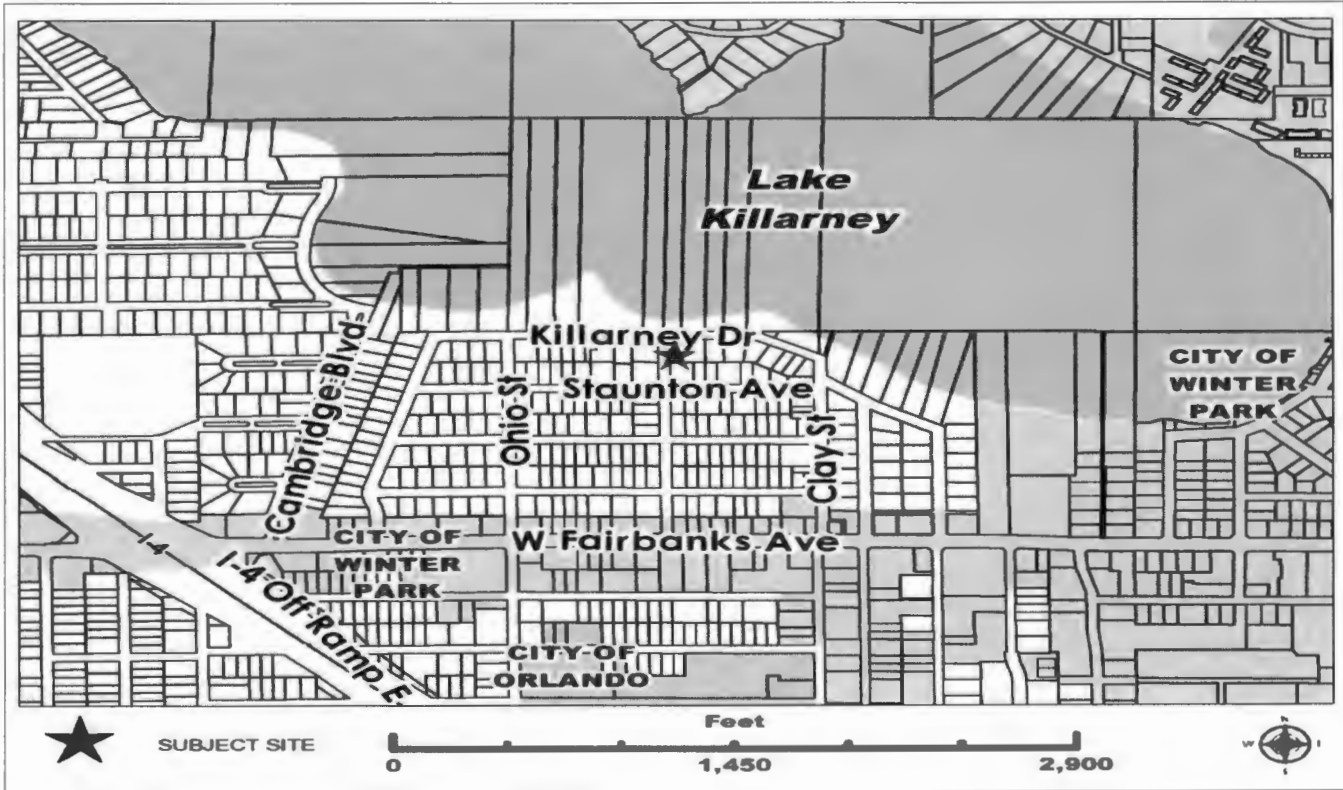 Lake
Killarney
Killarney Dr
CITY OF
WINTER
PARK
Cambridge Blvd
Staunton Ave
Ohio St
Clay St
CITY OF
WINTER
PARK
W Fairbanks Ave
I-4
I-4 Off Ramp E
CITY OF
ORLANDO
SUBJECT SITE
Feet
0
1,450
2,900
W